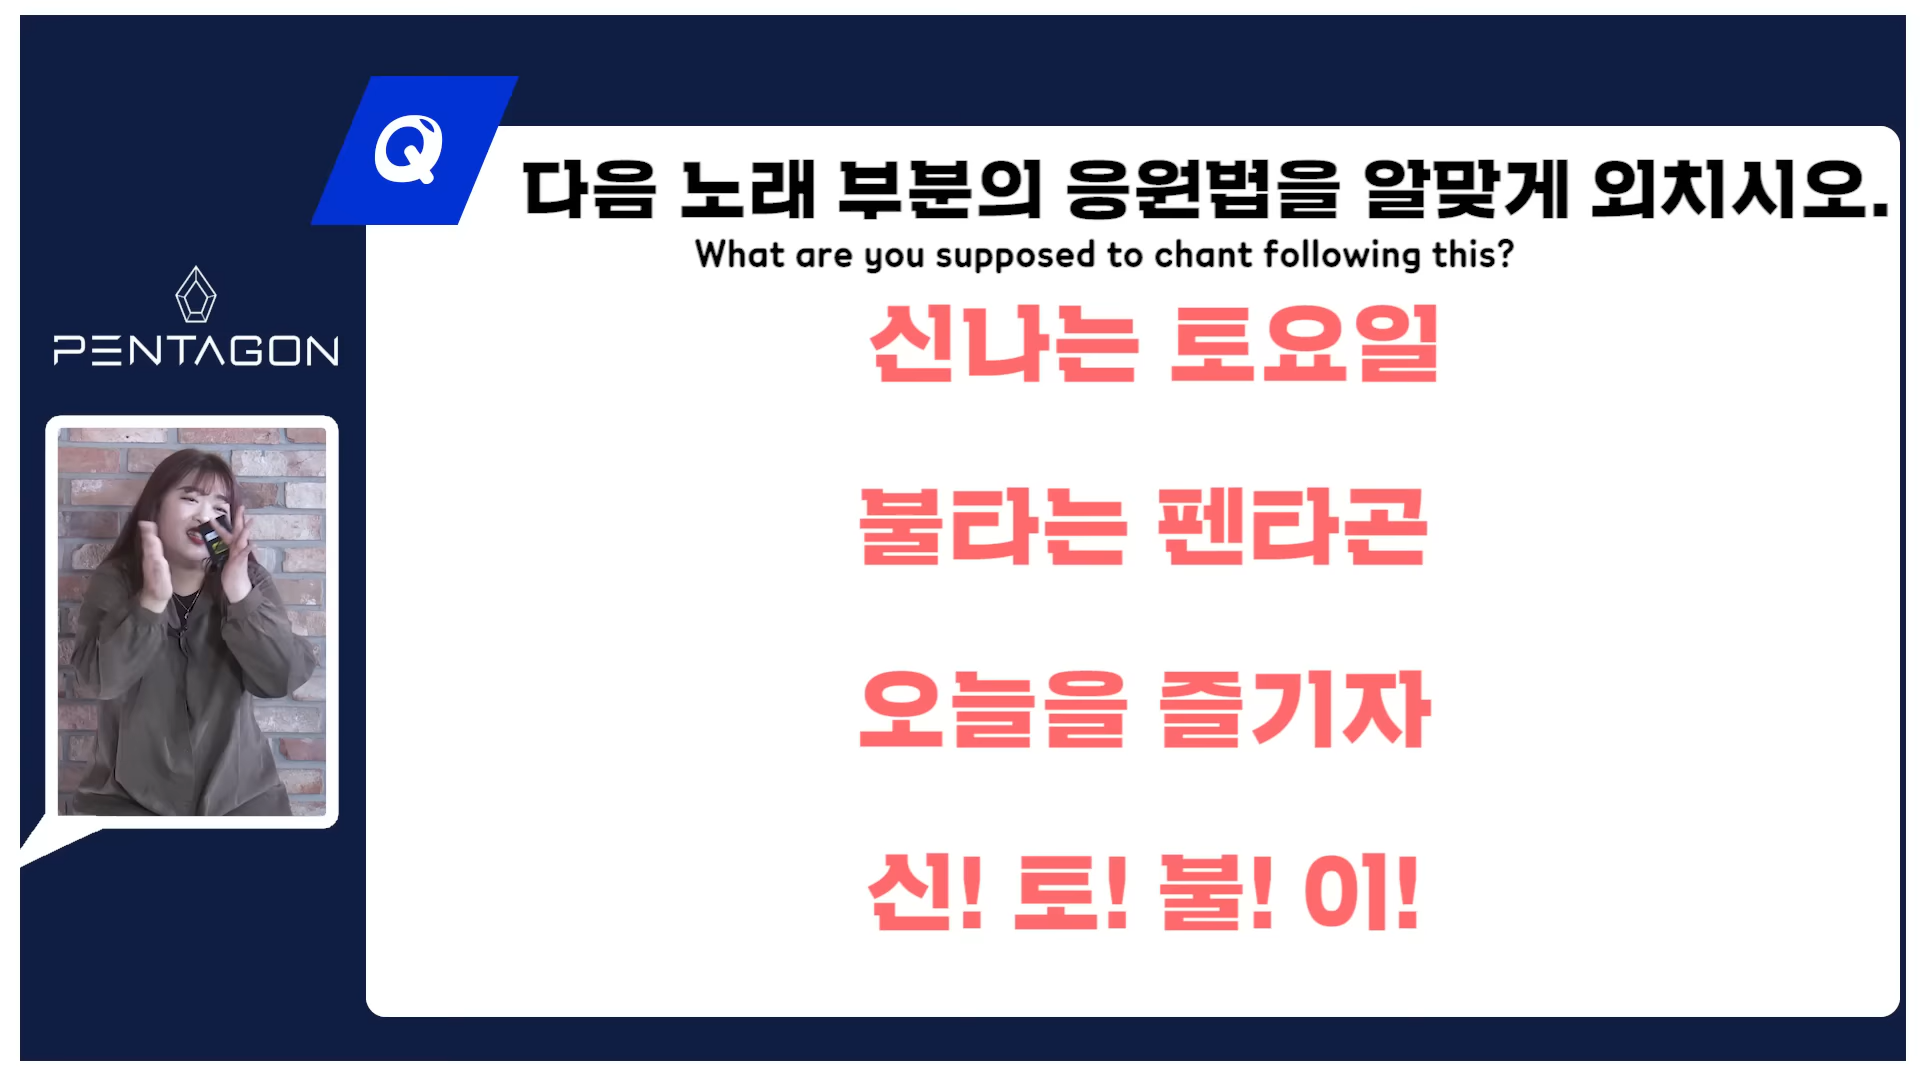 Q
다음 노래 부분의 응원법을 알맞게 외치시오.
What are you supposed to chant following this?
신나는 토요일
PENTAGON
불타는 펜타곤
오늘을 즐기자
신! 토! 불! 이!